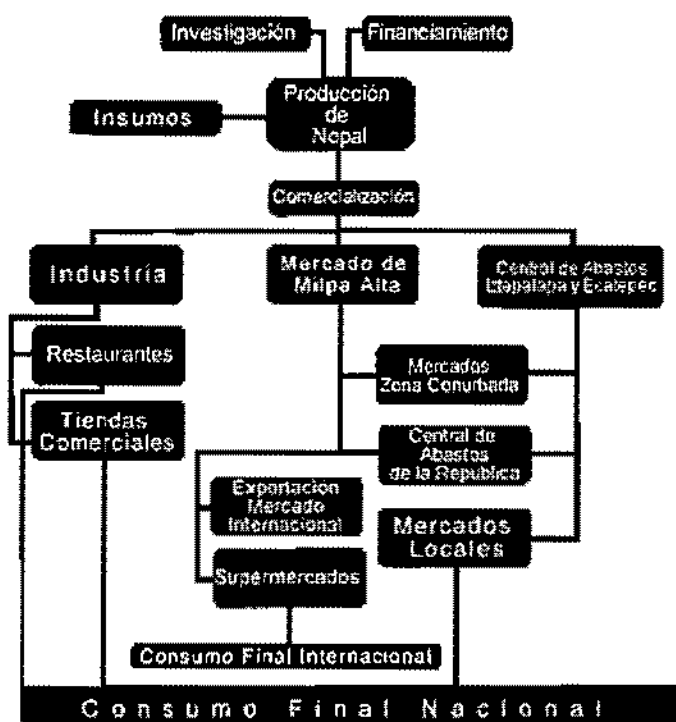 Investigación
Financiamiento
Insumos
Producción
de
Nopal
Comercialización
Industría
Mercado de
Milpa Alta
Central de Abastos
Iztapalapa y Ecatepec
Restaurantes
Mercados
Zona Conurbada
Tiendas
Comerciales
Central de
Abastos
de la República
Exportación
Mercado
Internacional
Mercados
Locales
Supermercados
Consumo Final Internacional
Consumo Final Nacional